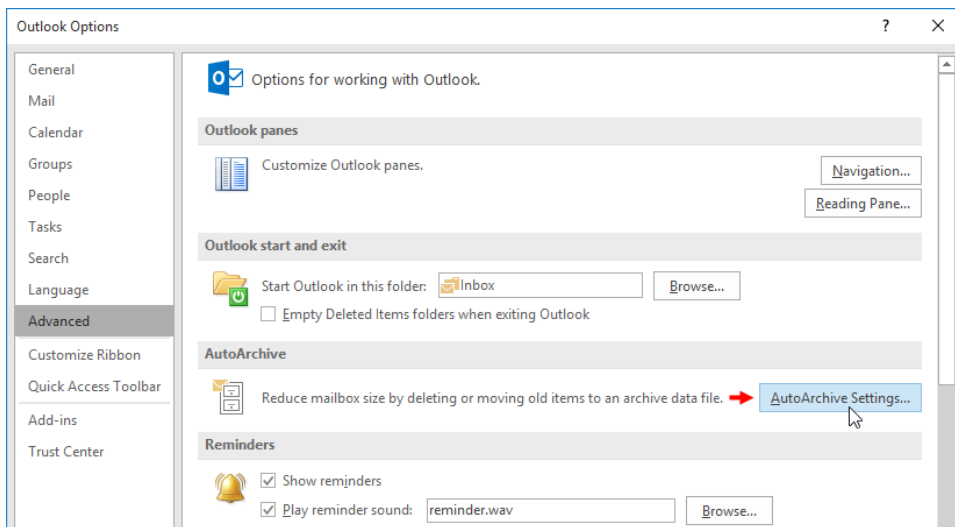 Outlook Options
?
General
Mail
Calendar
Groups
People
Tasks
Search
Language
Advanced
Customize Ribbon
Quick Access Toolbar
Add-ins
Trust Center
Options for working with Outlook.
Outlook panes
Customize Outlook panes.
Navigation...
Reading Pane...
Outlook start and exit
Start Outlook in this folder: Inbox Browse...
Empty Deleted Items folders when exiting Outlook
AutoArchive
Reduce mailbox size by deleting or moving old items to an archive data file. AutoArchive Settings...
Reminders
Show reminders
Play reminder sound: reminder.wav Browse...